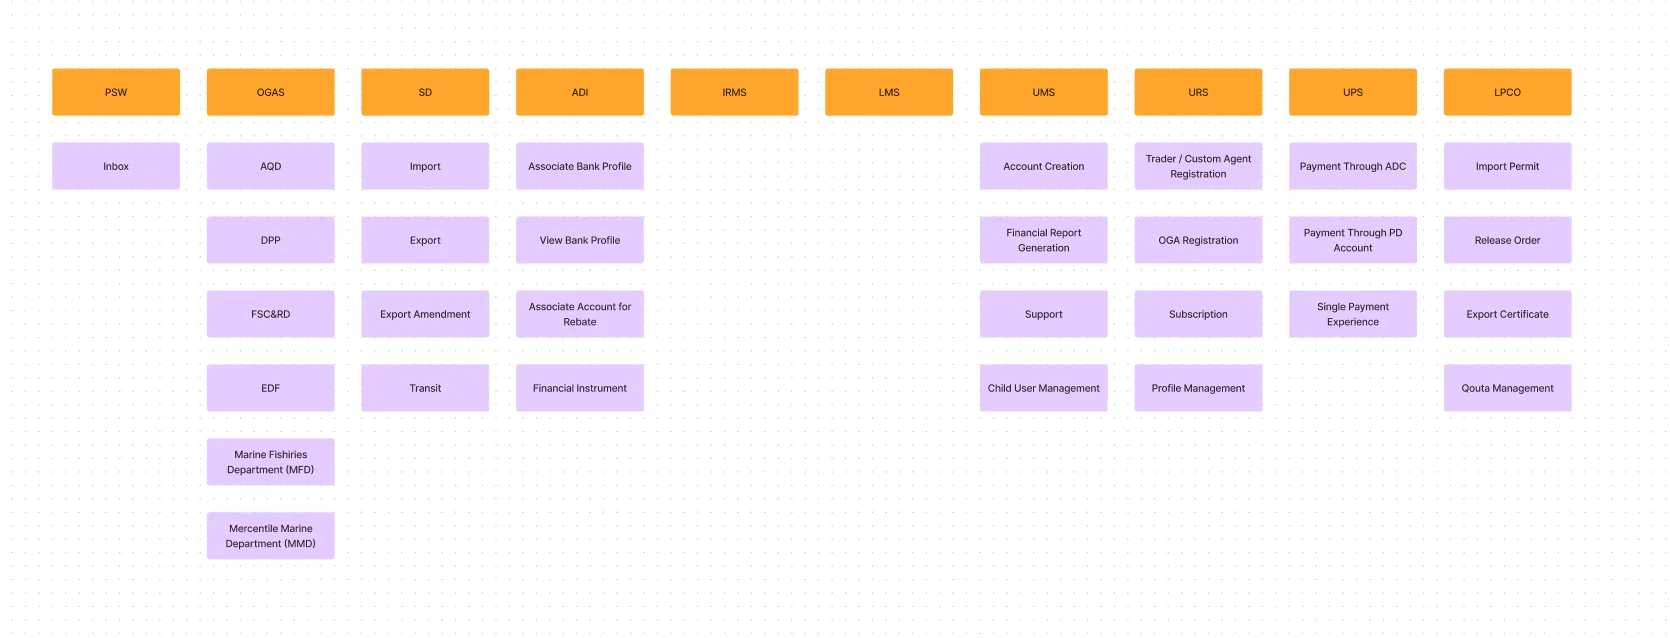 PSW
OGAS
SD
ADI
IRMS
LMS
UMS
URS
UPS
LPCO
Inbox
AQD
Import
Associate Bank Profile
Account Creation
Trader / Custom Agent
Registration
Payment Through ADC
Import Permit
DPP
Export
View Bank Profile
Financial Report
Generation
OGA Registration
Payment Through PD
Account
Release Order
FSC&RD
Export Amendment
Associate Account for
Rebate
Support
Subscription
Single Payment
Experience
Export Certificate
EDF
Transit
Financial Instrument
Child User Management
Profile Management
Qouta Management
Marine Fishiries
Department (MFD)
Mercentile Marine
Department (MMD)